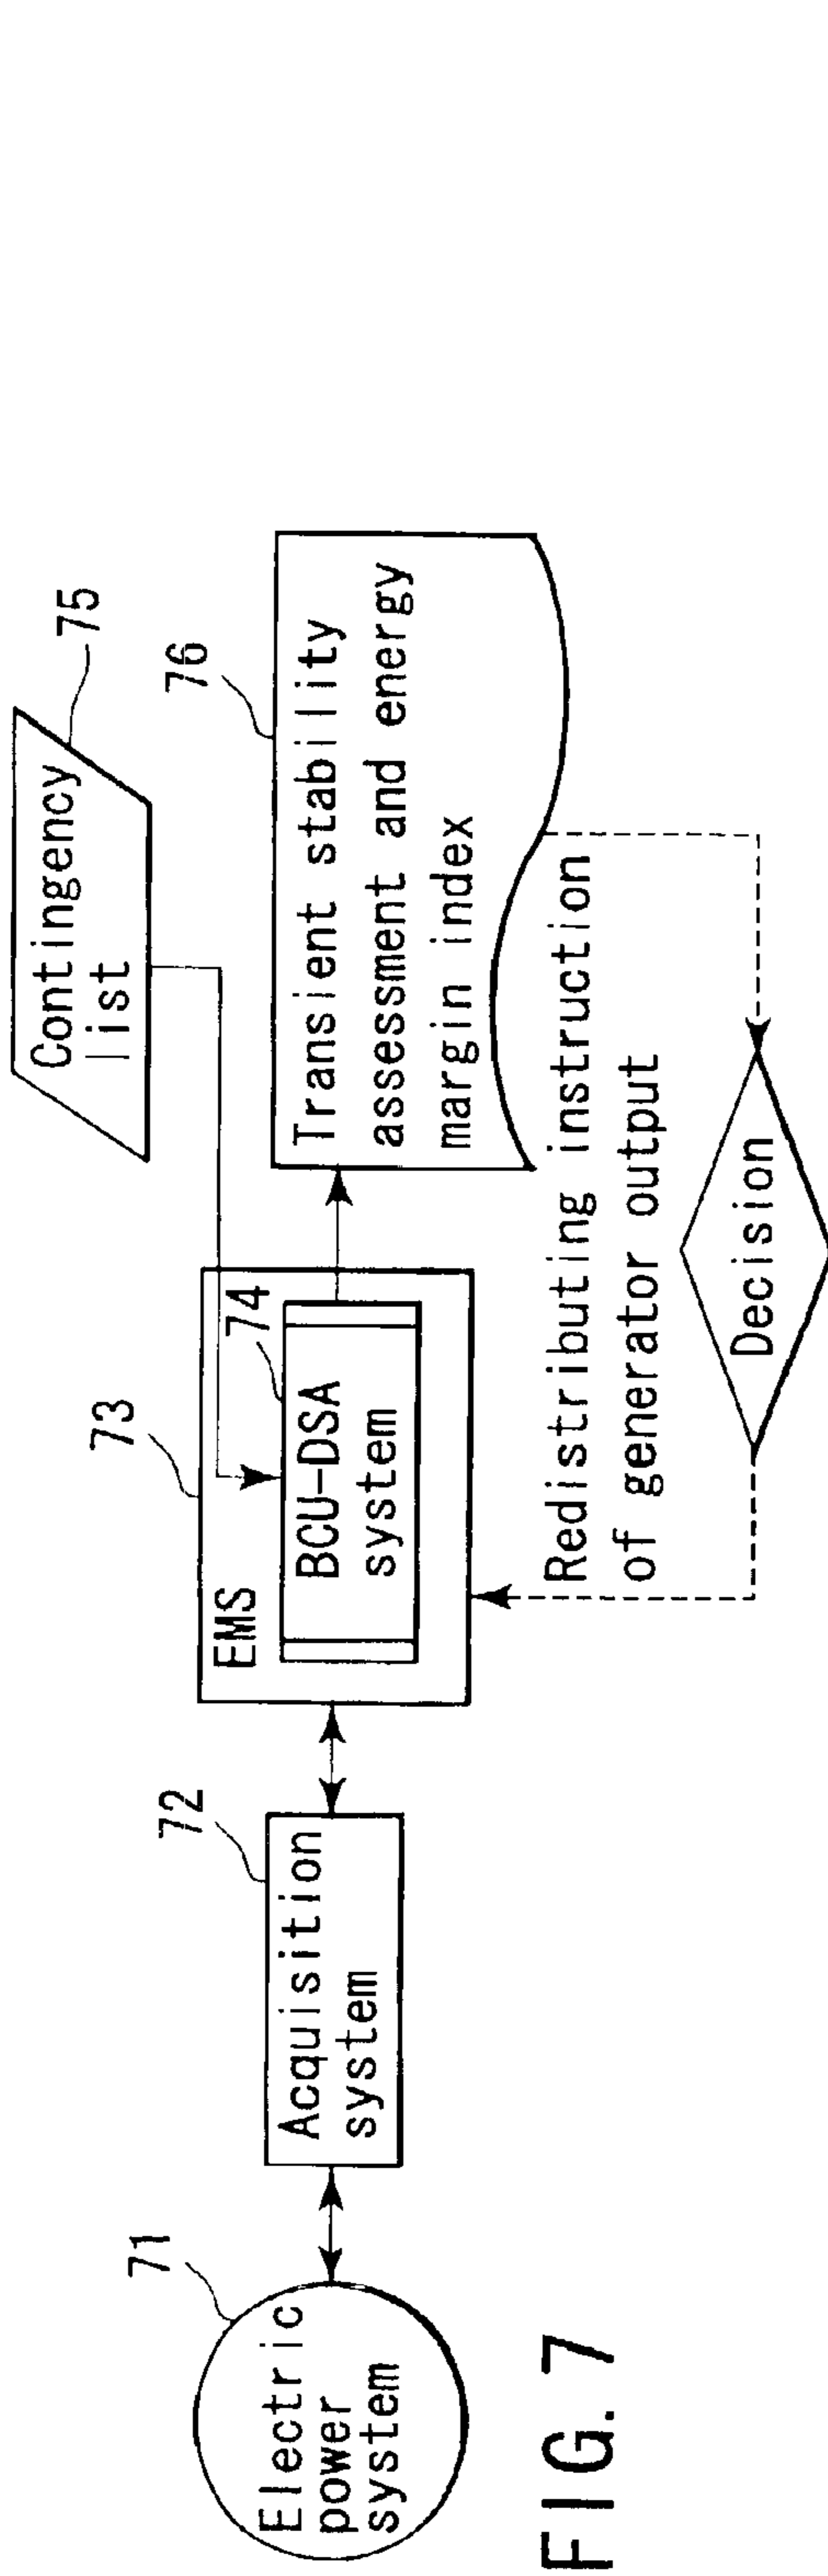 75
Contingency
list
76
Transient stability
assessment and energy
margin index
73
74
EMS
BCU-DSA
system
72
Acquisition
system
71
Electric
power
system
Redistributing instruction
of generator output
Decision
FIG. 7